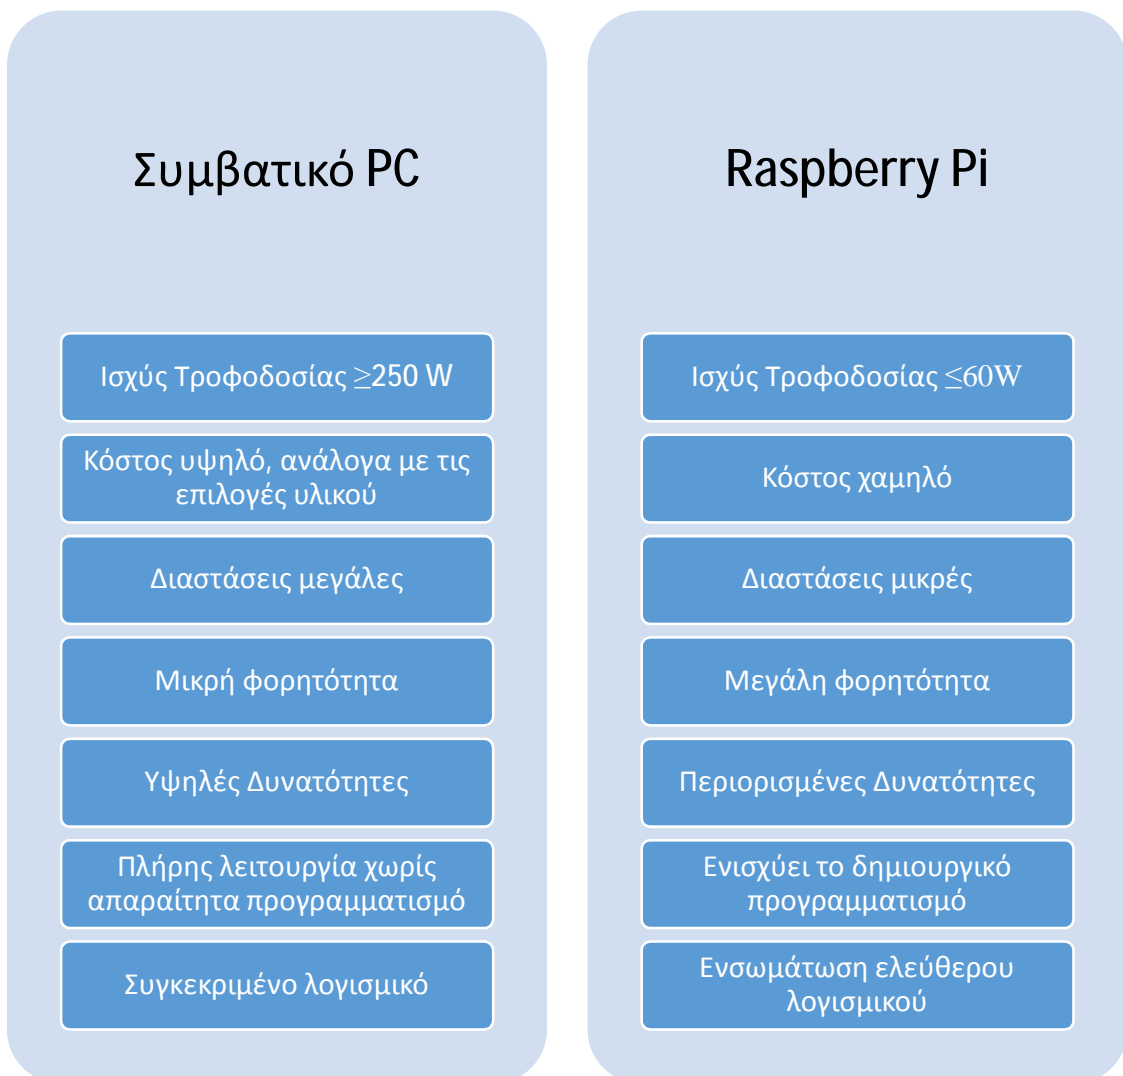 Συμβατικό PC
Ισχύς Τροφοδοσίας ≥250 W
Κόστος υψηλό, ανάλογα με τις
επιλογές υλικού
Διαστάσεις μεγάλες
Μικρή φορητότητα
Υψηλές Δυνατότητες
Πλήρης λειτουργία χωρίς
απαραίτητα προγραμματισμό
Συγκεκριμένο λογισμικό
Raspberry Pi
Ισχύς Τροφοδοσίας ≤60W
Κόστος χαμηλό
Διαστάσεις μικρές
Μεγάλη φορητότητα
Περιορισμένες Δυνατότητες
Ενισχύει το δημιουργικό
προγραμματισμό
Ενσωμάτωση ελεύθερου
λογισμικού